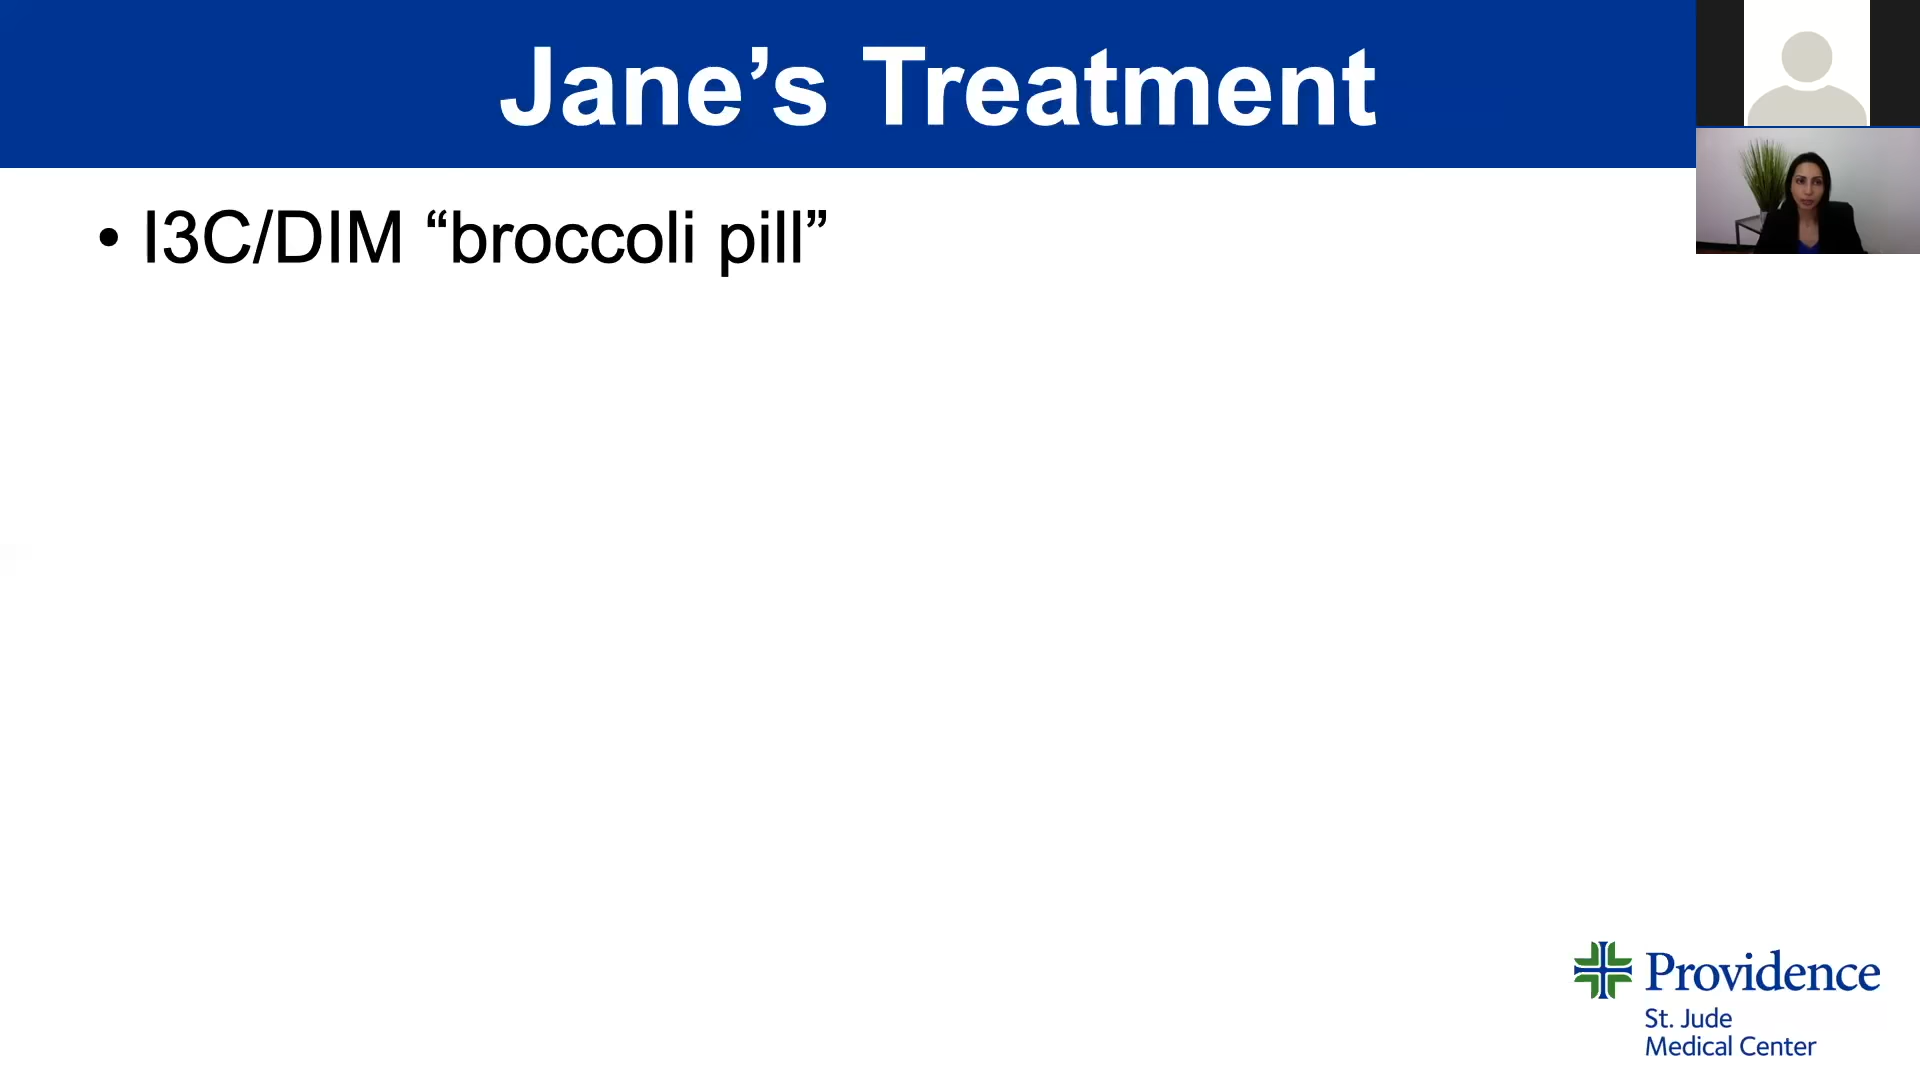 Jane’s Treatment
• I3C/DIM “broccoli pill”
Providence
St. Jude
Medical Center